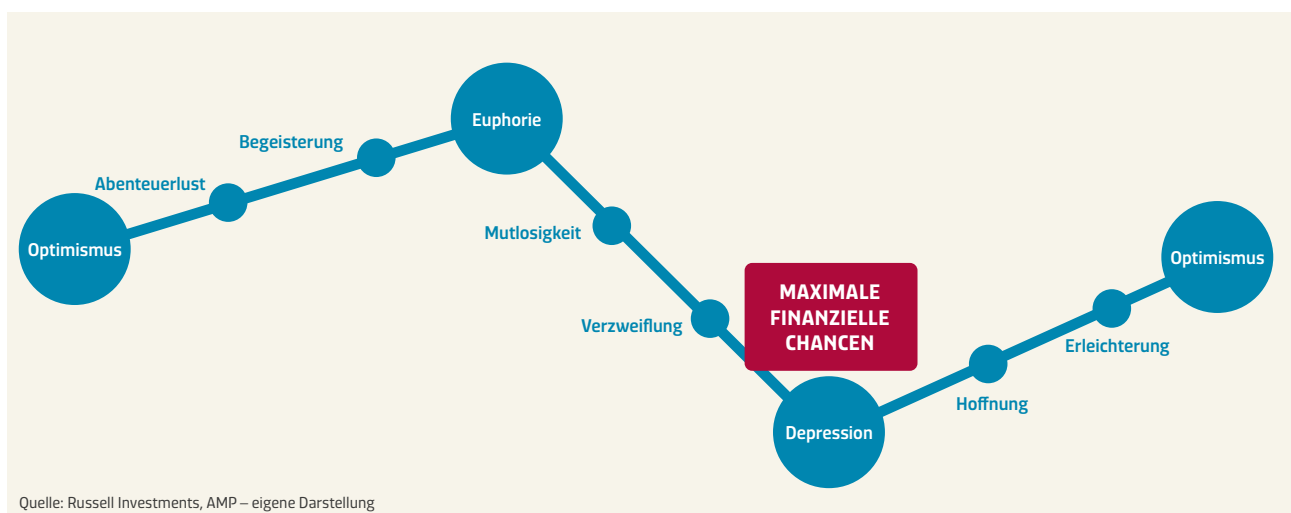 Optimismus
Abenteuerlust
Begeisterung
Euphorie
Mutlosigkeit
Verzweiflung
MAXIMALE
FINANZIELLE
CHANCEN
Depression
Hoffnung
Erleichterung
Optimismus
Quelle: Russell Investments, AMP – eigene Darstellung